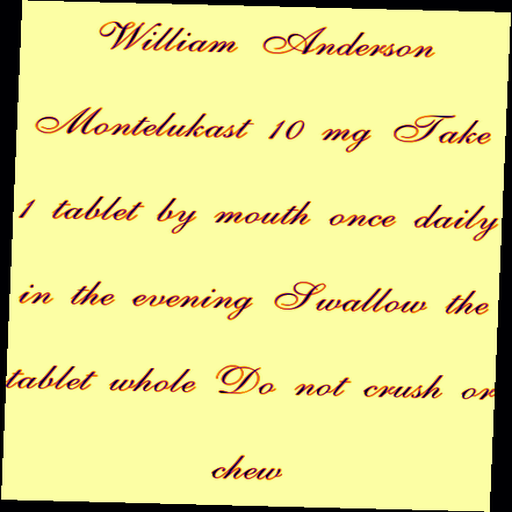 William Anderson
Montelukast 10 mg Take
1 tablet by mouth once daily
in the evening Swallow the
tablet whole Do not crush or
chew